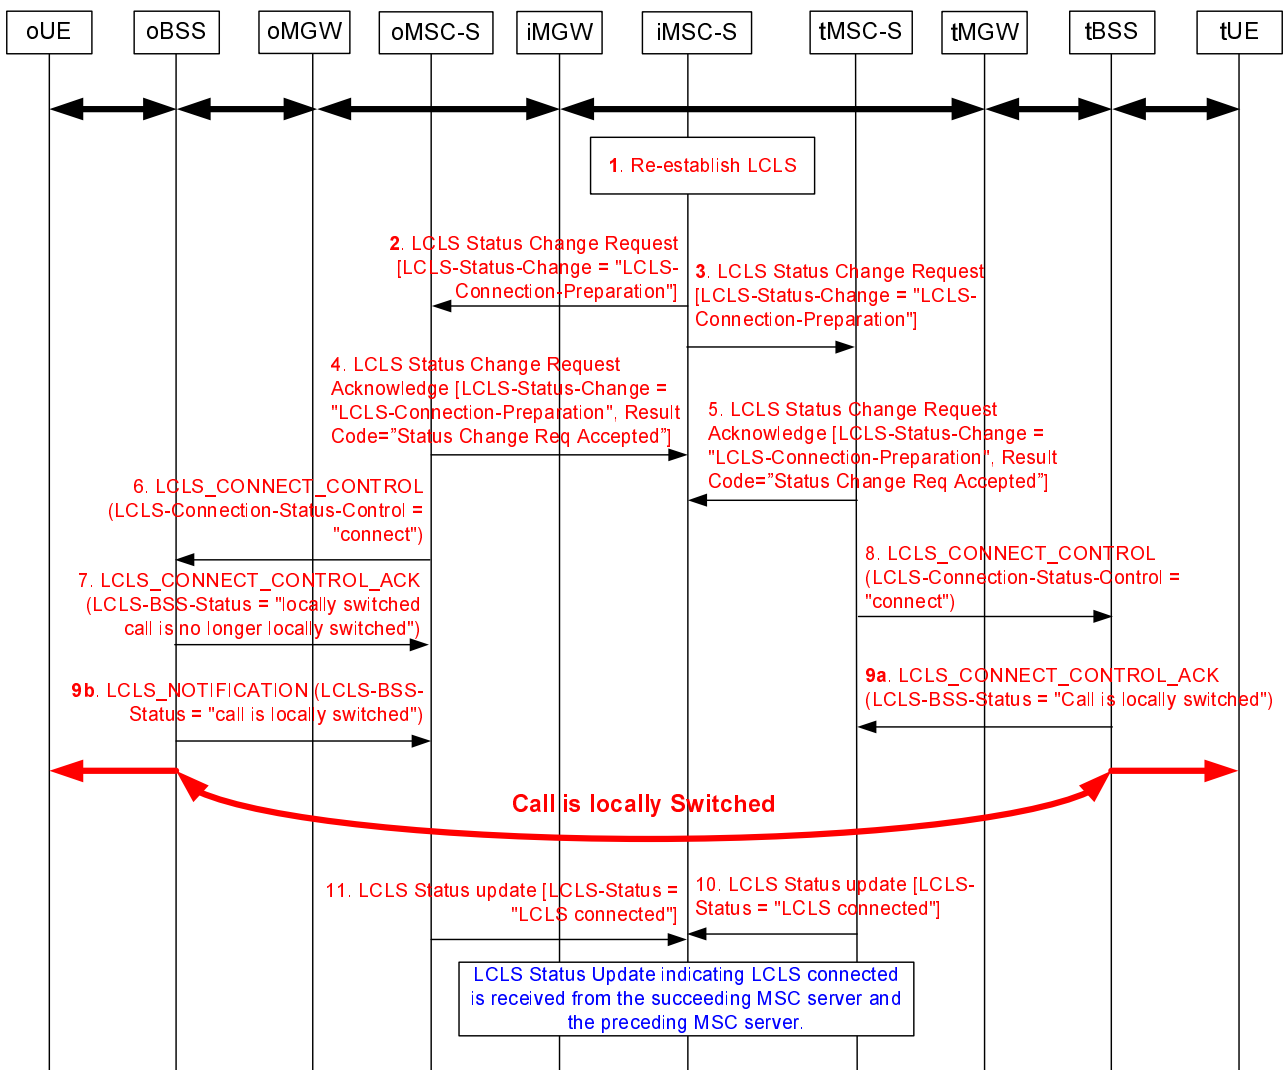 oUE oBSS oMGW oMSC-S iMGW iMSC-S tMSC-S tMGW tBSS tUE
1. Re-establish LCLS
2. LCLS Status Change Request
[LCLS-Status-Change = "LCLS-
Connection-Preparation"]
3. LCLS Status Change Request
[LCLS-Status-Change = "LCLS-
Connection-Preparation"]
4. LCLS Status Change Request
Acknowledge [LCLS-Status-Change =
"LCLS-Connection-Preparation", Result
Code=”Status Change Req Accepted”]
5. LCLS Status Change Request
Acknowledge [LCLS-Status-Change =
"LCLS-Connection-Preparation", Result
Code=”Status Change Req Accepted”]
6. LCLS_CONNECT_CONTROL
(LCLS-Connection-Status-Control =
"connect")
7. LCLS_CONNECT_CONTROL_ACK
(LCLS-BSS-Status = "locally switched
call is no longer locally switched")
8. LCLS_CONNECT_CONTROL
(LCLS-Connection-Status-Control =
"connect")
9a. LCLS_CONNECT_CONTROL_ACK
(LCLS-BSS-Status = "Call is locally switched")
9b. LCLS_NOTIFICATION (LCLS-BSS-
Status = "call is locally switched")
Call is locally Switched
10. LCLS Status update [LCLS-
Status = "LCLS connected"]
11. LCLS Status update [LCLS-Status =
"LCLS connected"]
LCLS Status Update indicating LCLS connected
is received from the succeeding MSC server and
the preceding MSC server.